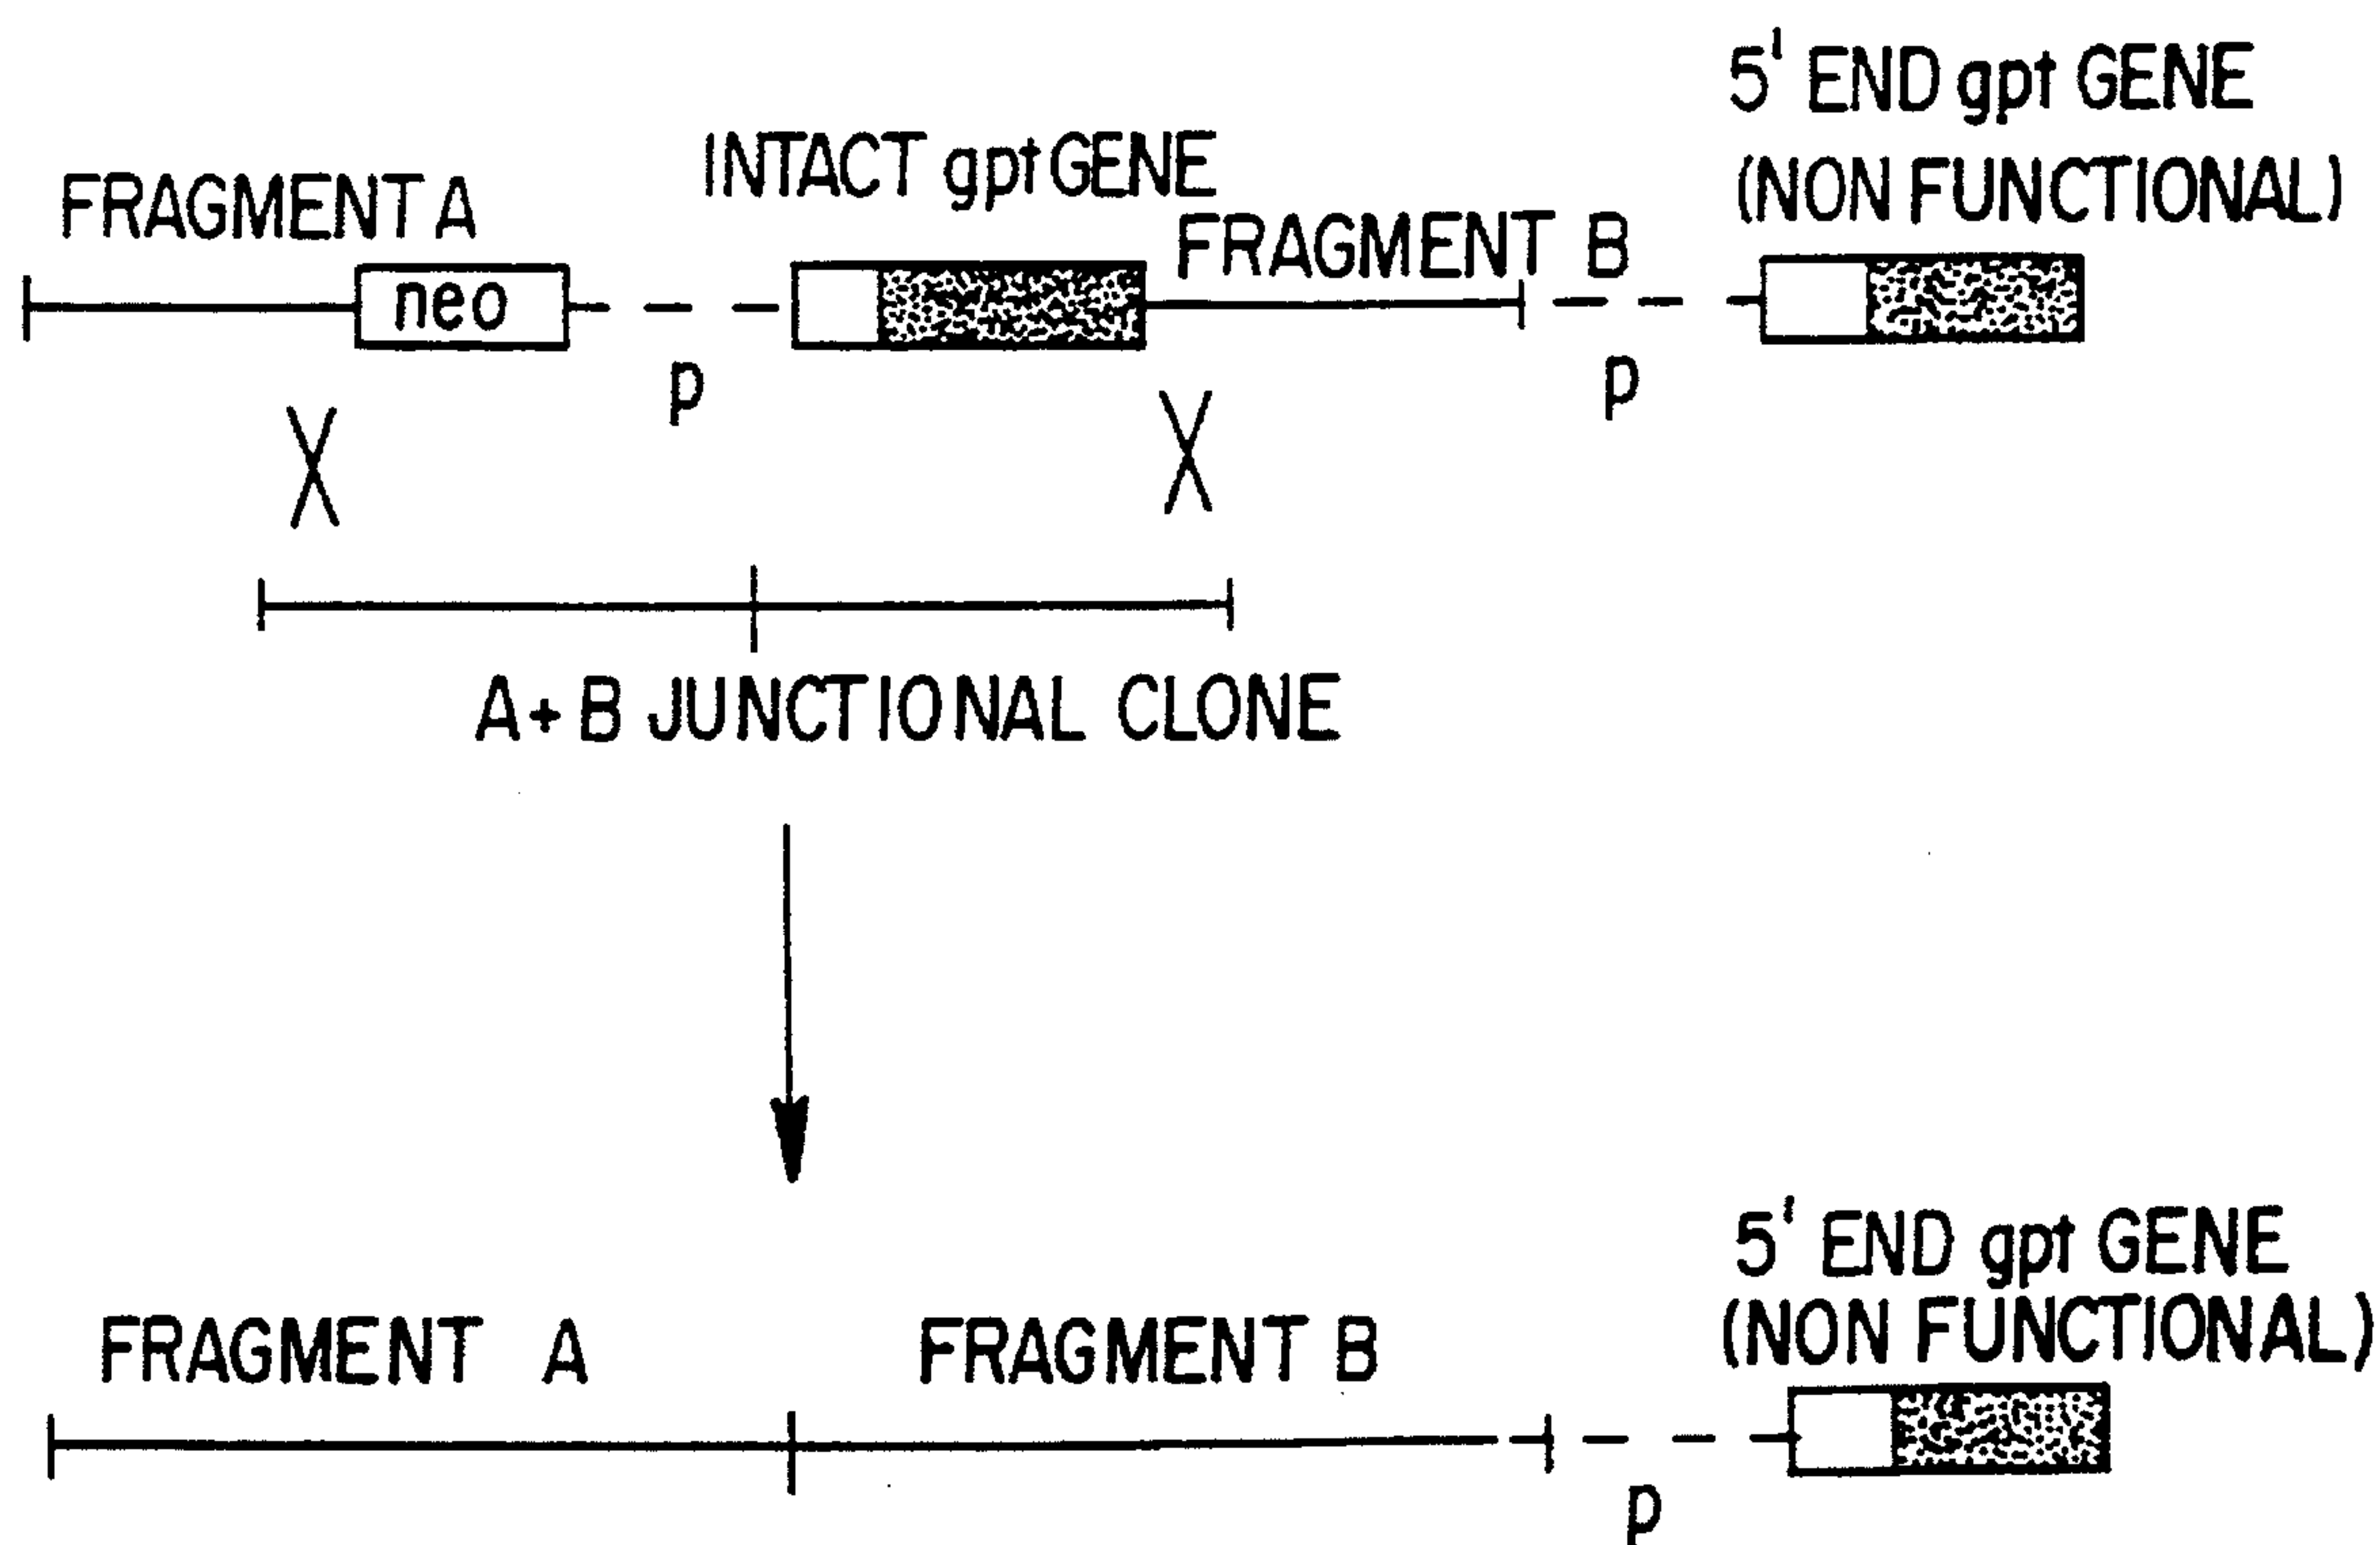 5' END gpt GENE
(NON FUNCTIONAL)
INTACT gpt GENE
FRAGMENT A
FRAGMENT B
neo
p
p
A+B JUNCTIONAL CLONE
5' END gpt GENE
(NON FUNCTIONAL)
FRAGMENT A
FRAGMENT B
p